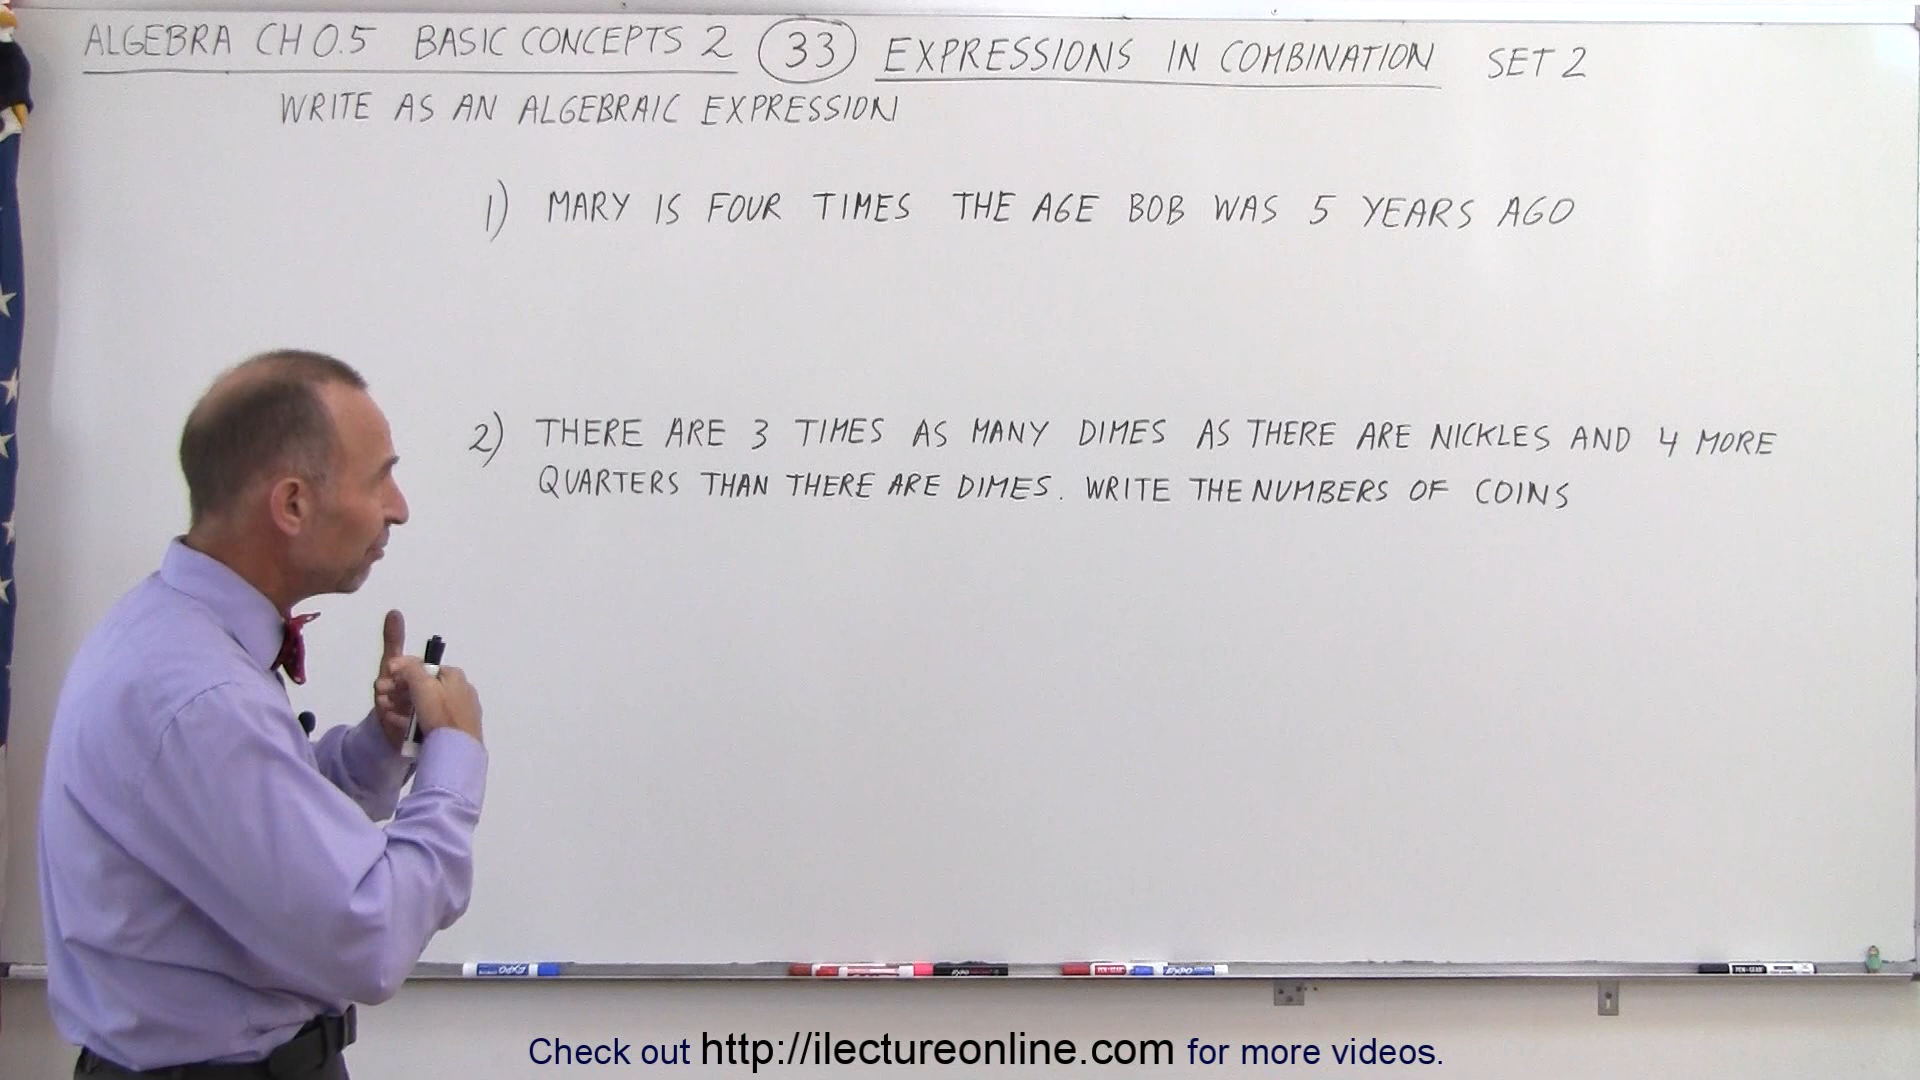 ALGEBRA CH 0.5 BASIC CONCEPTS 2 33 EXPRESSIONS IN COMBINATION SET 2
WRITE AS AN ALGEBRAIC EXPRESSION
1) MARY IS FOUR TIMES THE AGE BOB WAS 5 YEARS AGO
2) THERE ARE 3 TIMES AS MANY DIMES AS THERE ARE NICKLES AND 4 MORE
QUARTERS THAN THERE ARE DIMES. WRITE THE NUMBERS OF COINS
EXPO EXPO EXPO
Check out http://ilectureonline.com for more videos.